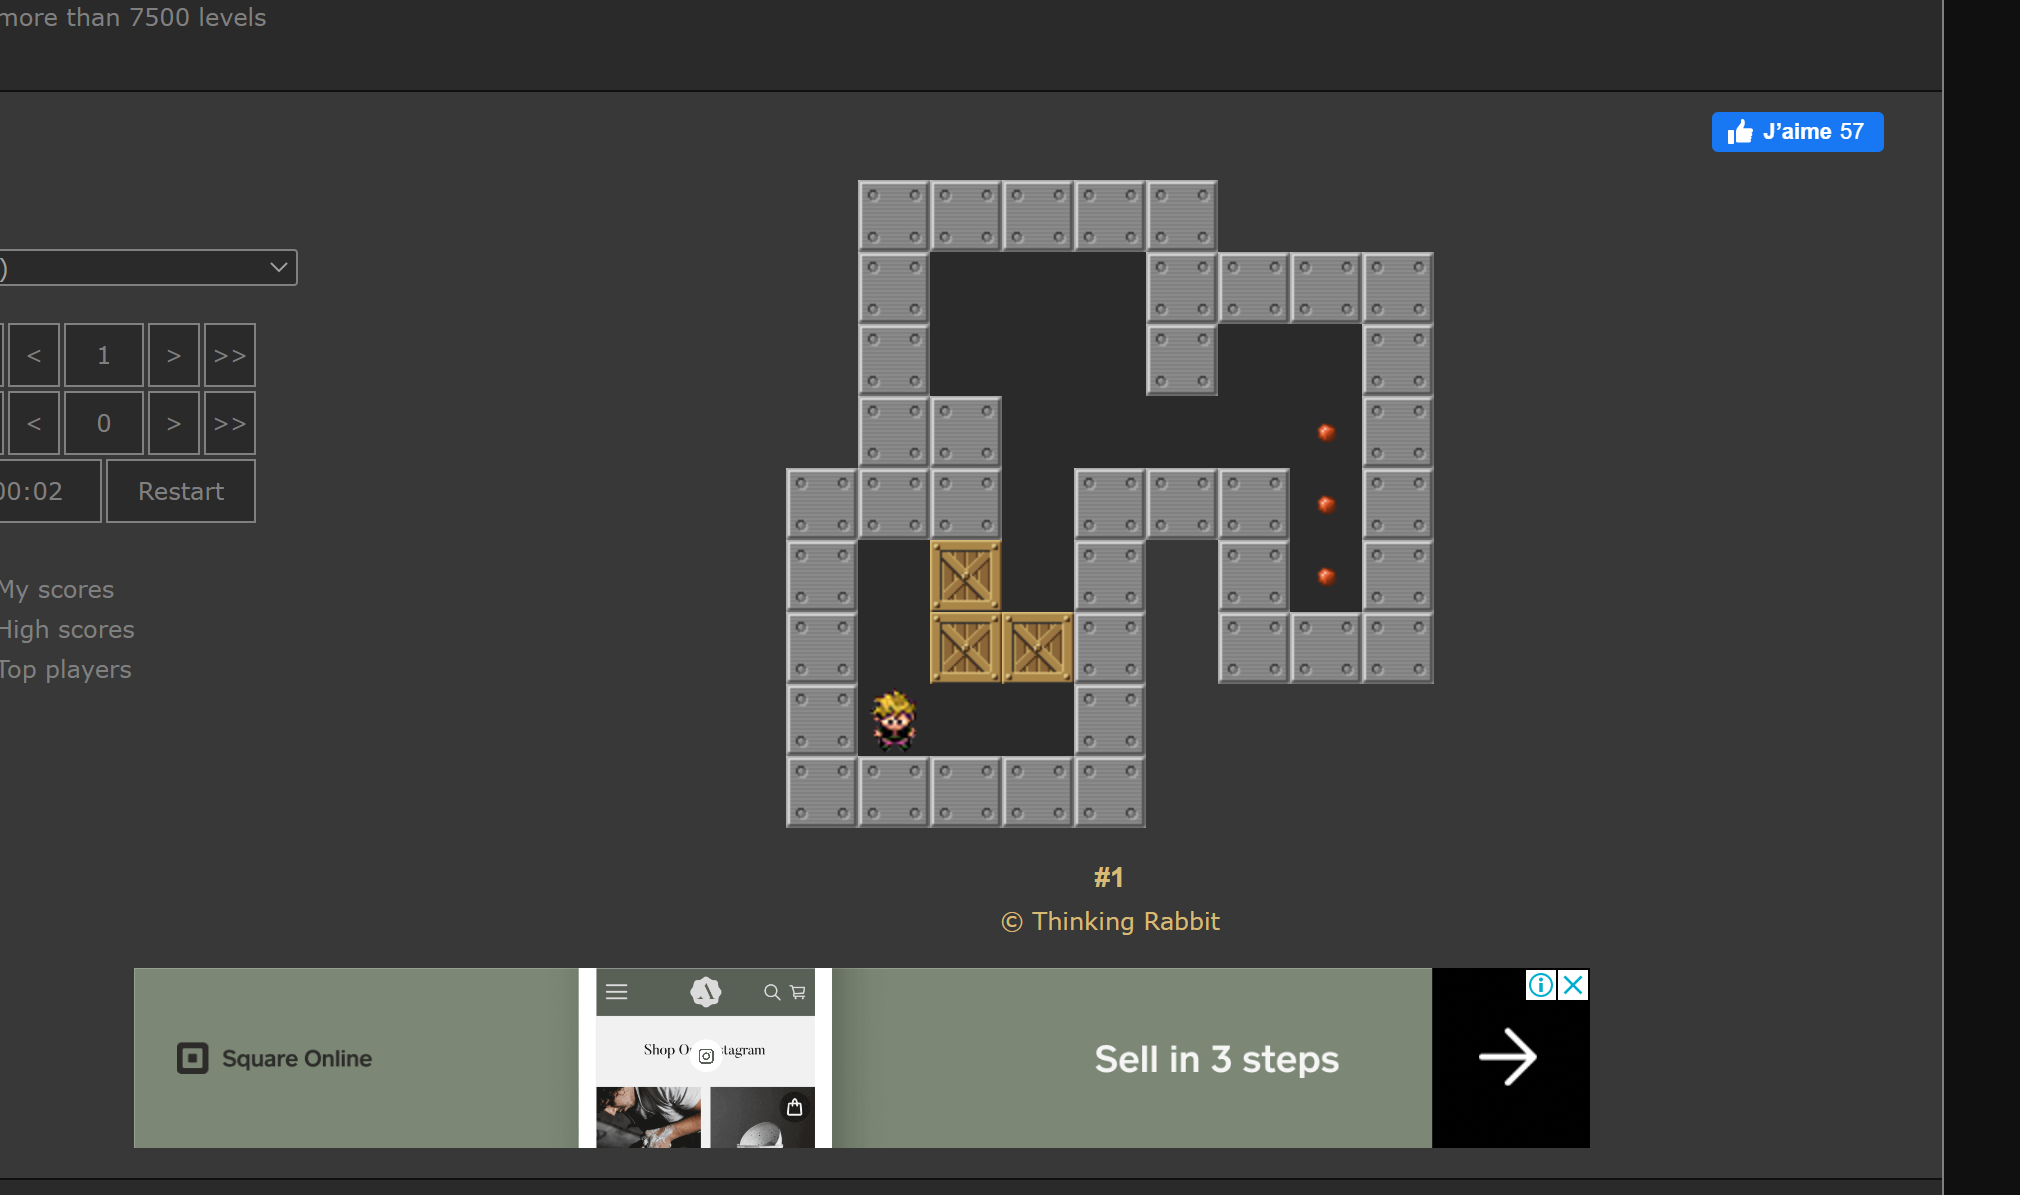 more than 7500 levels
J'aime 57
)
< 1 > >>
< 0 > >>
00:02 Restart
My scores
High scores
Top players
#1
© Thinking Rabbit
Square Online
Shop On Instagram
Sell in 3 steps